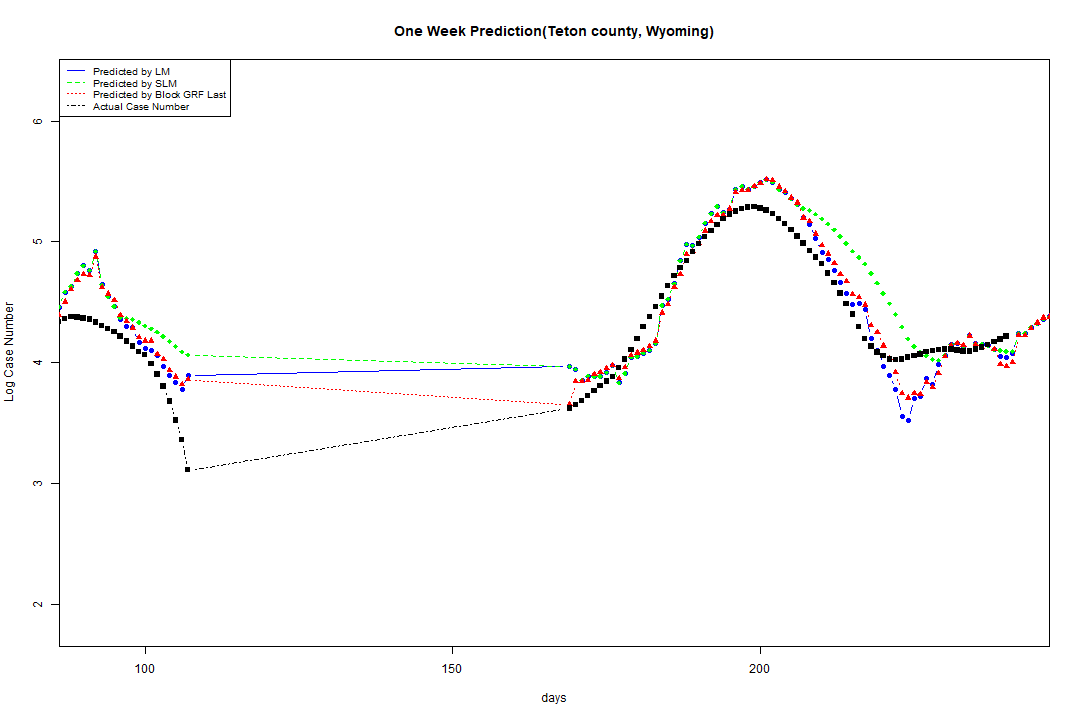 One Week Prediction(Teton county, Wyoming)
Predicted by LM
Predicted by SLM
Predicted by Block GRF Last
Actual Case Number
Log Case Number
6
5
4
3
2
100 150 200
days